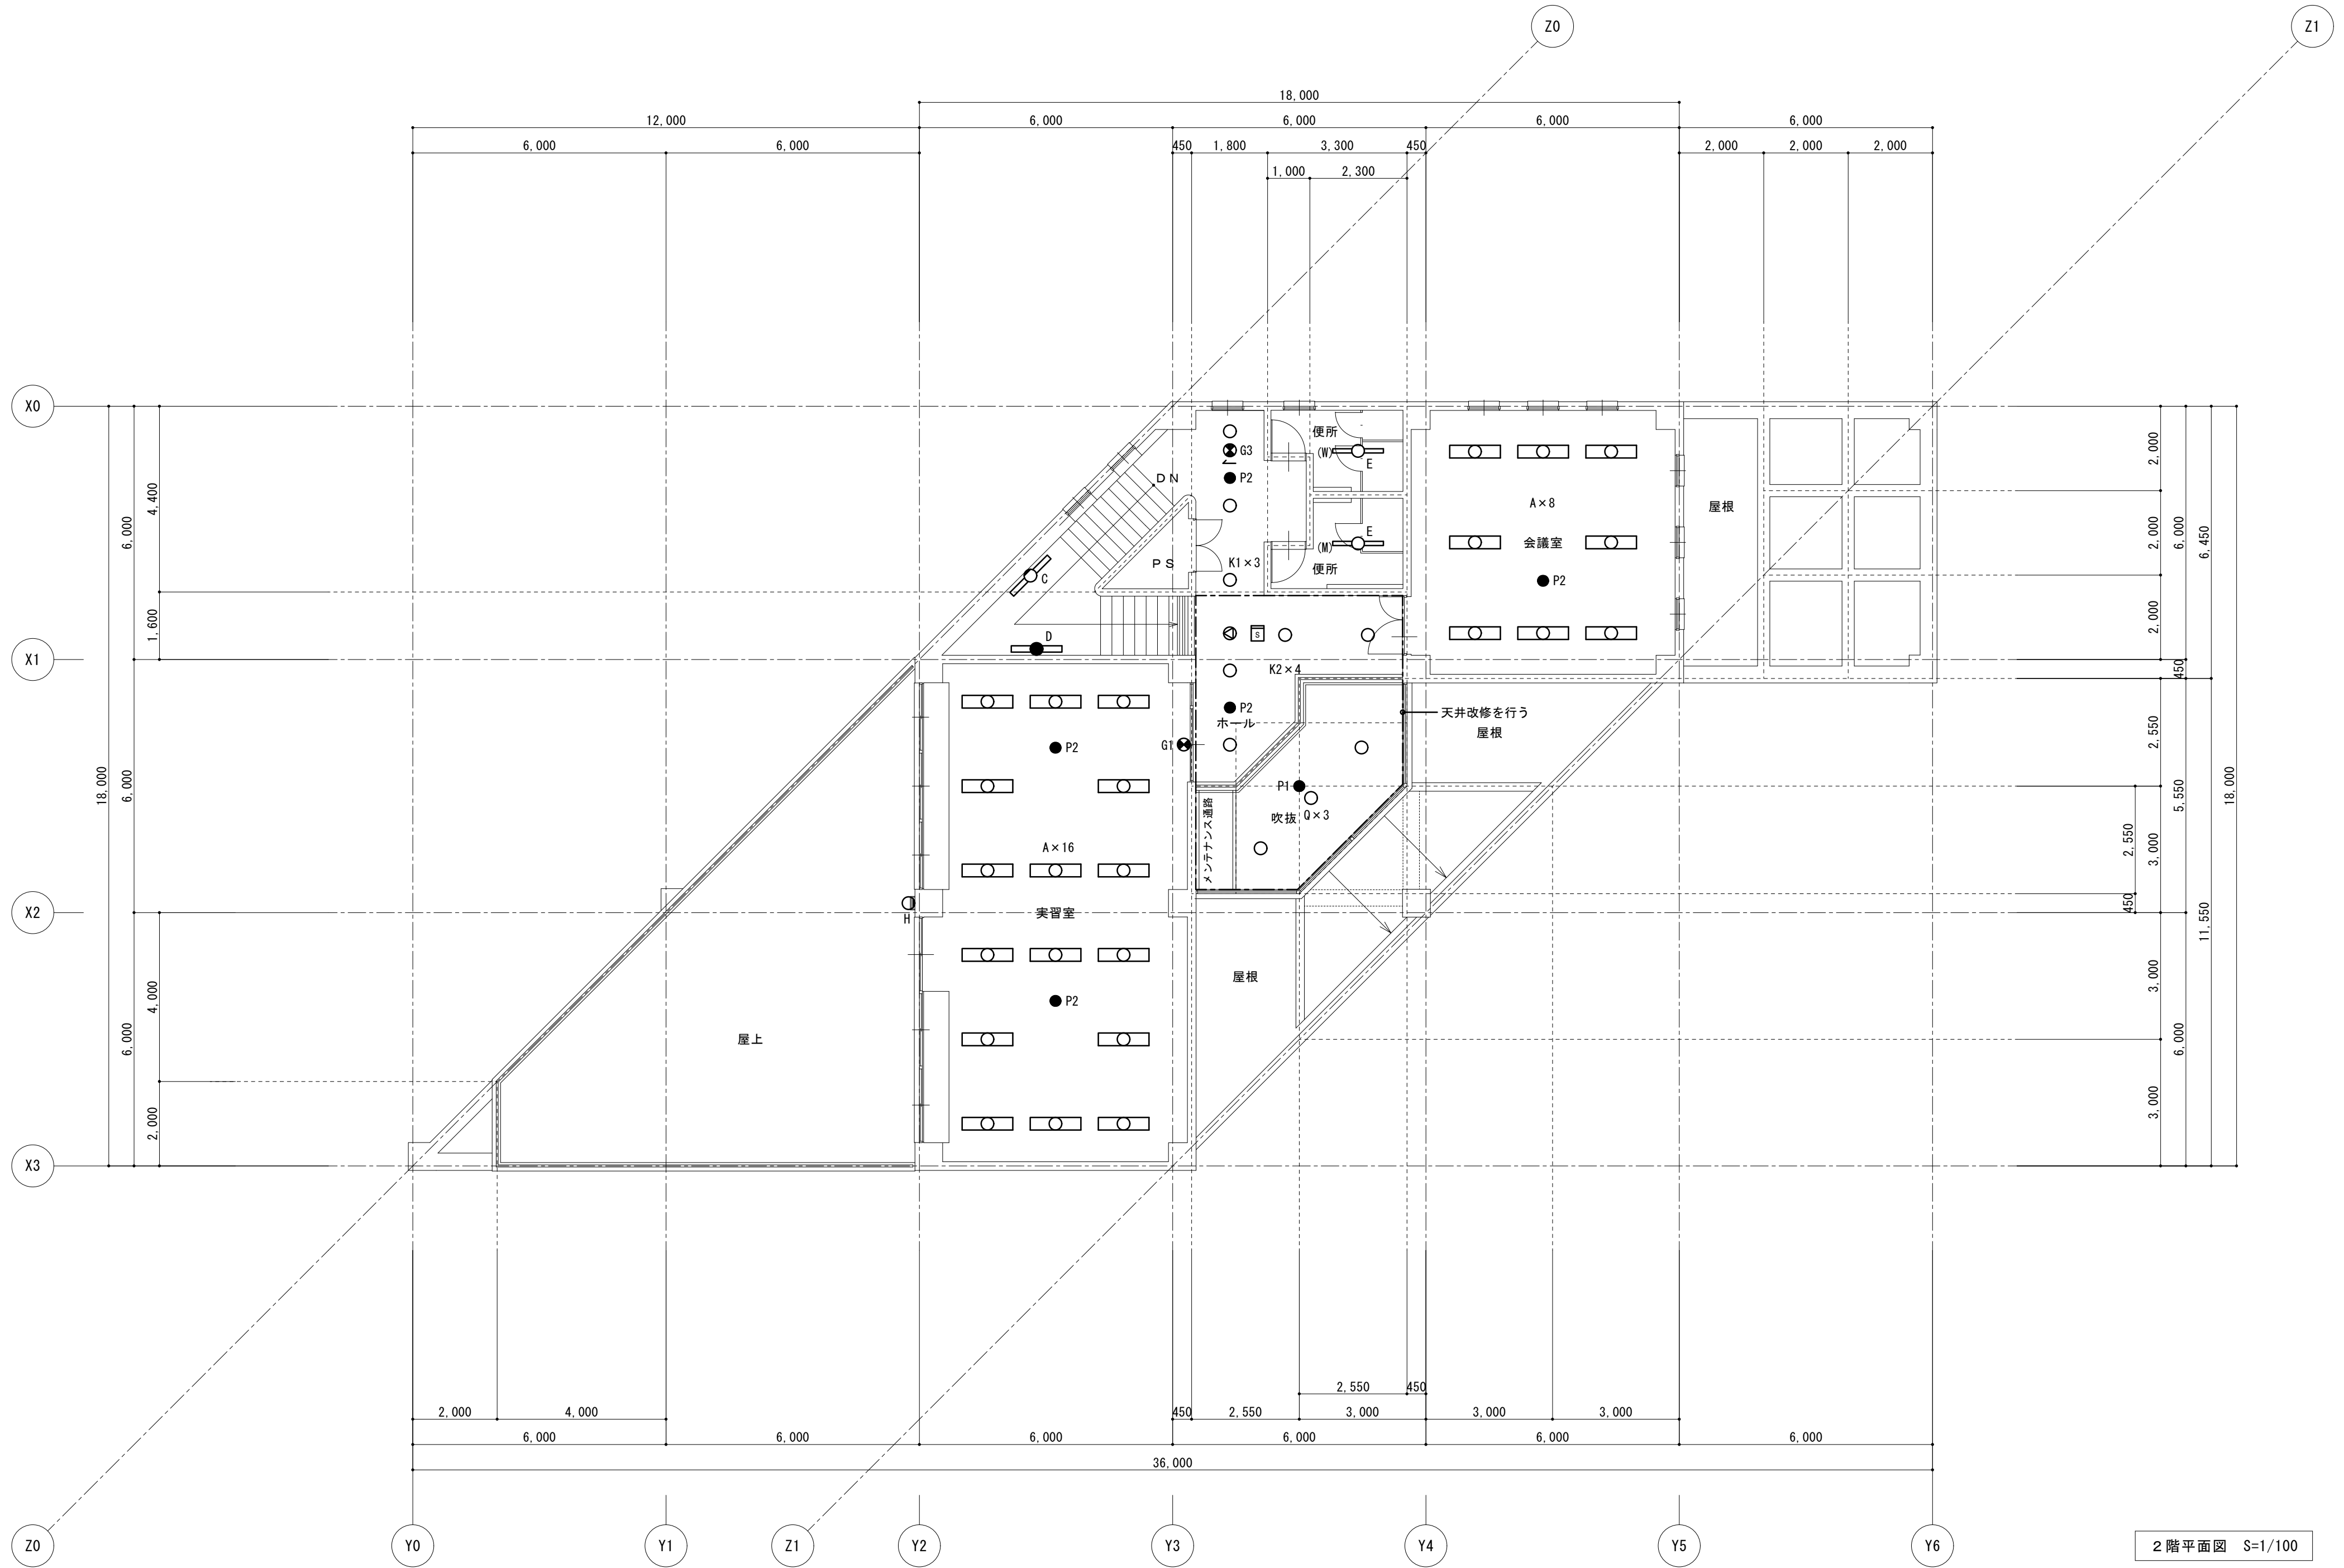 Z0
Z1
18,000
12,000
6,000
6,000
6,000
6,000
6,000
6,000
450
1,800
3,300
450
2,000
2,000
2,000
1,000
2,300
X0
X1
X2
X3
18,000
6,000
6,000
6,000
4,400
1,600
4,000
2,000
便所
(W)
G3
E
P2
DN
A×8
屋根
E
会議室
(M)
K1×3
便所
PS
C
P2
D
S
K2×4
P2
ホール
天井改修を行う
屋根
G1
P2
P1
Q×3
吹抜
メンテナンス通路
A×16
実習室
H
屋根
P2
屋上
2,000
2,000
2,000
6,000
6,450
450
2,550
3,000
5,550
18,000
2,550
450
11,550
3,000
3,000
6,000
2,550
450
2,000
4,000
450
2,550
3,000
3,000
3,000
6,000
6,000
6,000
6,000
6,000
6,000
36,000
Z0
Y0
Y1
Z1
Y2
Y3
Y4
Y5
Y6
2階平面図 S=1/100